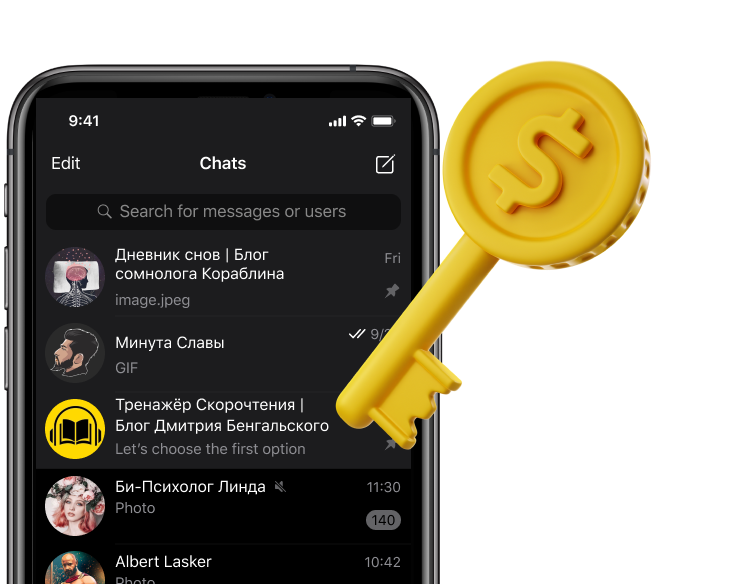 9:41
Edit
Chats
Search for messages or users
Дневник снов | Блог
сомнолога Кораблина
Fri
image.jpeg
Минута Славы
9/
GIF
Тренажёр Скорочтения |
Блог Дмитрия Бенгальского
Let's choose the first option
Би-Психолог Линда
11:30
Photo
140
Albert Lasker
10:42
Photo